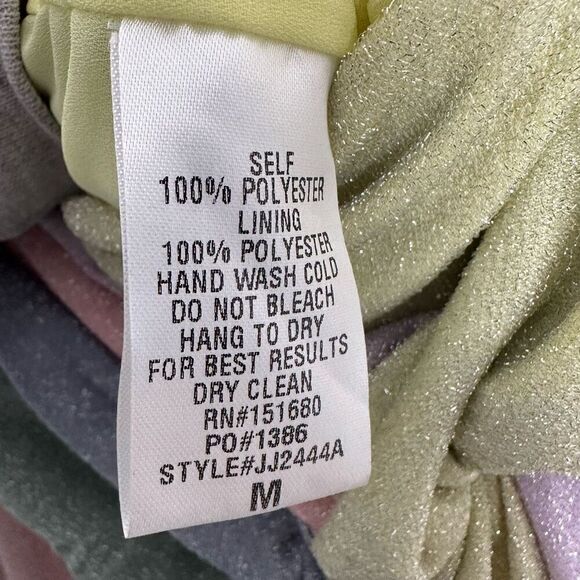 SELF
100% POLYESTER
LINING
100% POLYESTER
HAND WASH COLD
DO NOT BLEACH
HANG TO DRY
FOR BEST RESULTS
DRY CLEAN
RN#151680
PO#1386
STYLE#JJ2444A
M